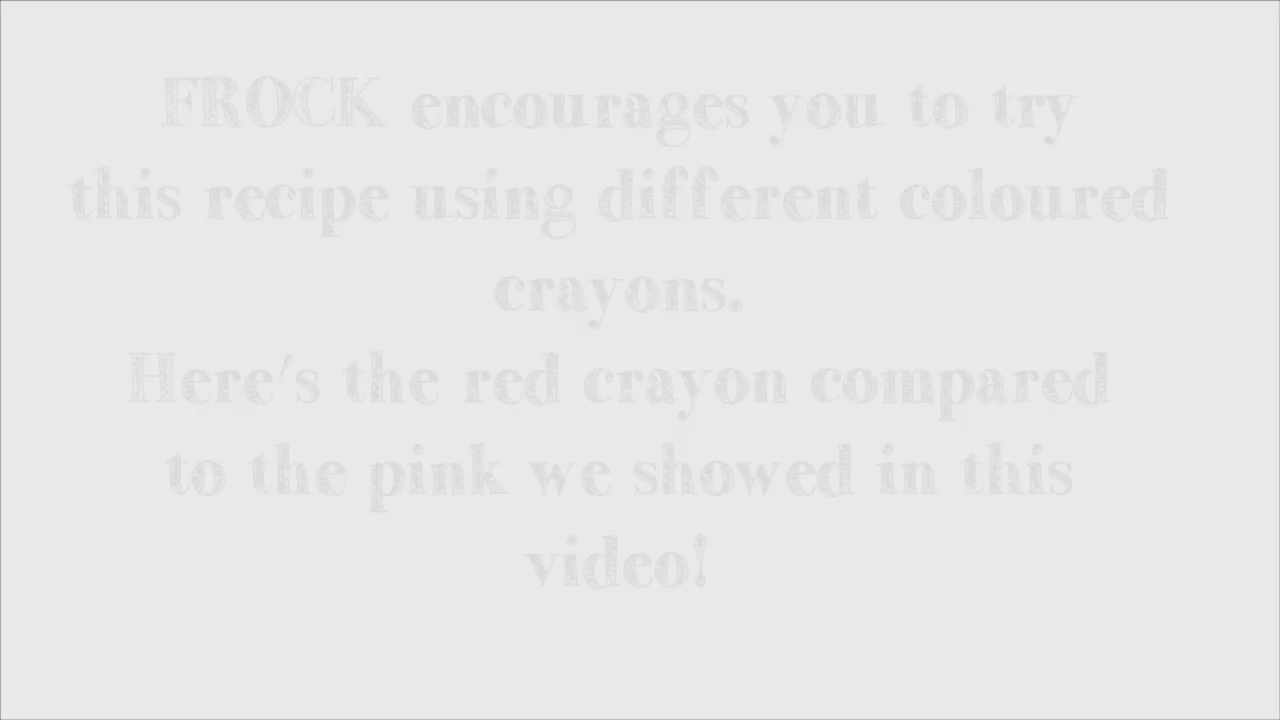 FROCK encourages you to try
this recipe using different coloured
crayons.
Here's the red crayon compared
to the pink we showed in this
video!